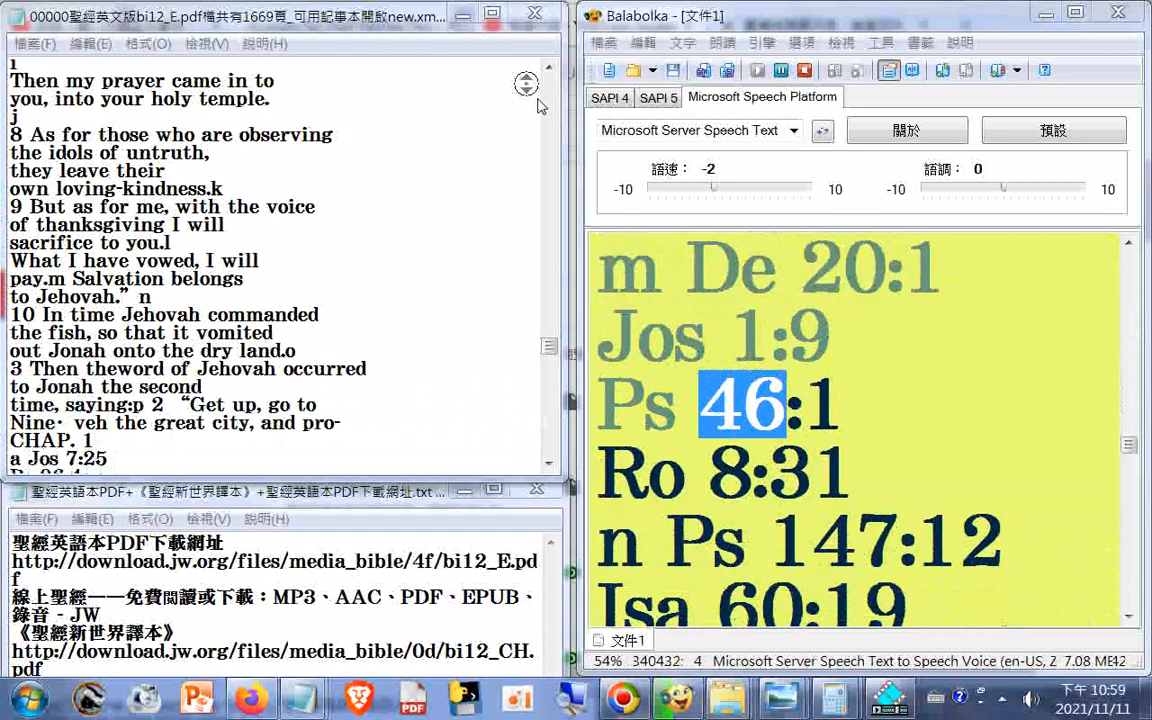 00000聖經英文版bi12_E.pdf檔共有1669頁_可用記事本開啟new.xm...
檔案(F) 編輯(E) 格式(O) 檢視(V) 說明(H)
Then my prayer came in to
you, into your holy temple.
j
8 As for those who are observing
the idols of untruth,
they leave their
own loving-kindness.k
9 But as for me, with the voice
of thanksgiving I will
sacrifice to you.l
What I have vowed, I will
pay.m Salvation belongs
to Jehovah.” n
10 In time Jehovah commanded
the fish, so that it vomited
out Jonah onto the dry land.o
3 Then theword of Jehovah occurred
to Jonah the second
time, saying:p 2 “Get up, go to
Nine· veh the great city, and pro-
CHAP. 1
a Jos 7:25
聖經英語本PDF+《聖經新世界譯本》+聖經英語本PDF下載網址.txt ...
檔案(F) 編輯(E) 格式(O) 檢視(V) 說明(H)
聖經英語本PDF下載網址
http://download.jw.org/files/media_bible/4f/bi12_E.pd
f
線上聖經——免費閱讀或下載：MP3、AAC、PDF、EPUB、
錄音 - JW
《聖經新世界譯本》
http://download.jw.org/files/media_bible/0d/bi12_CH.
pdf
Balabolka - [文件1]
檔案 編輯 文字 朗讀 引擎 選項 檢視 工具 書籤 說明
SAPI 4 SAPI 5 Microsoft Speech Platform
Microsoft Server Speech Text 關於 預設
語速： -2 語調： 0
-10 10 -10 10
m De 20:1
Jos 1:9
Ps 46:1
Ro 8:31
n Ps 147:12
Isa 60:19
文件1
54% 340432: 4 Microsoft Server Speech Text to Speech Voice (en-US, Z 7.08 ME42
下午 10:59
2021/11/11